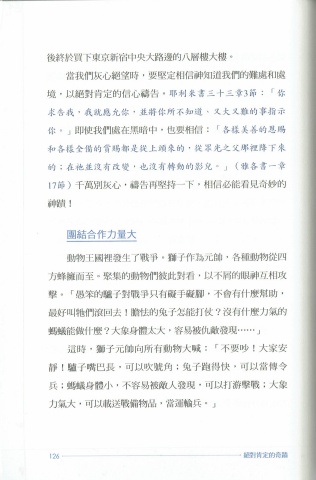 後終於買下東京新宿中央大路邊的八層樓大樓。
當我們灰心絕望時，要堅定相信神知道我們的難處和處
境，以絕對肯定的信心禱告。耶利米書三十三章3節：「你
求告我，我就應允你，並將你所不知道、又大又難的事指示
你。」即使我們處在黑暗中，也要相信：「各樣美善的恩賜
和各樣全備的賞賜都是從上頭來的，從眾光之父那裡降下來
的；在他並沒有改變，也沒有轉動的影兒。」（雅各書一章
17節）千萬別灰心，禱告再堅持一下，相信必能看見奇妙的
神蹟！
團結合作力量大
動物王國裡發生了戰爭。獅子作為元帥，各種動物從四
方蜂擁而至。聚集的動物們彼此對看，以不屑的眼神互相攻
擊。「愚笨的驢子對戰爭只有礙手礙腳，不會有什麼幫助，
最好叫牠們滾回去！膽怯的兔子怎能打仗？沒有什麼力氣的
螞蟻能做什麼？大象身體太大，容易被仇敵發現……」
這時，獅子元帥向所有動物大喊：「不要吵！大家安
靜！驢子嘴巴長，可以吹號角；兔子跑得快，可以當傳令
兵；螞蟻身體小，不容易被敵人發現，可以打游擊戰；大象
力氣大，可以載送戰備物品，當運輸兵。」
126
絕對肯定的奇蹟